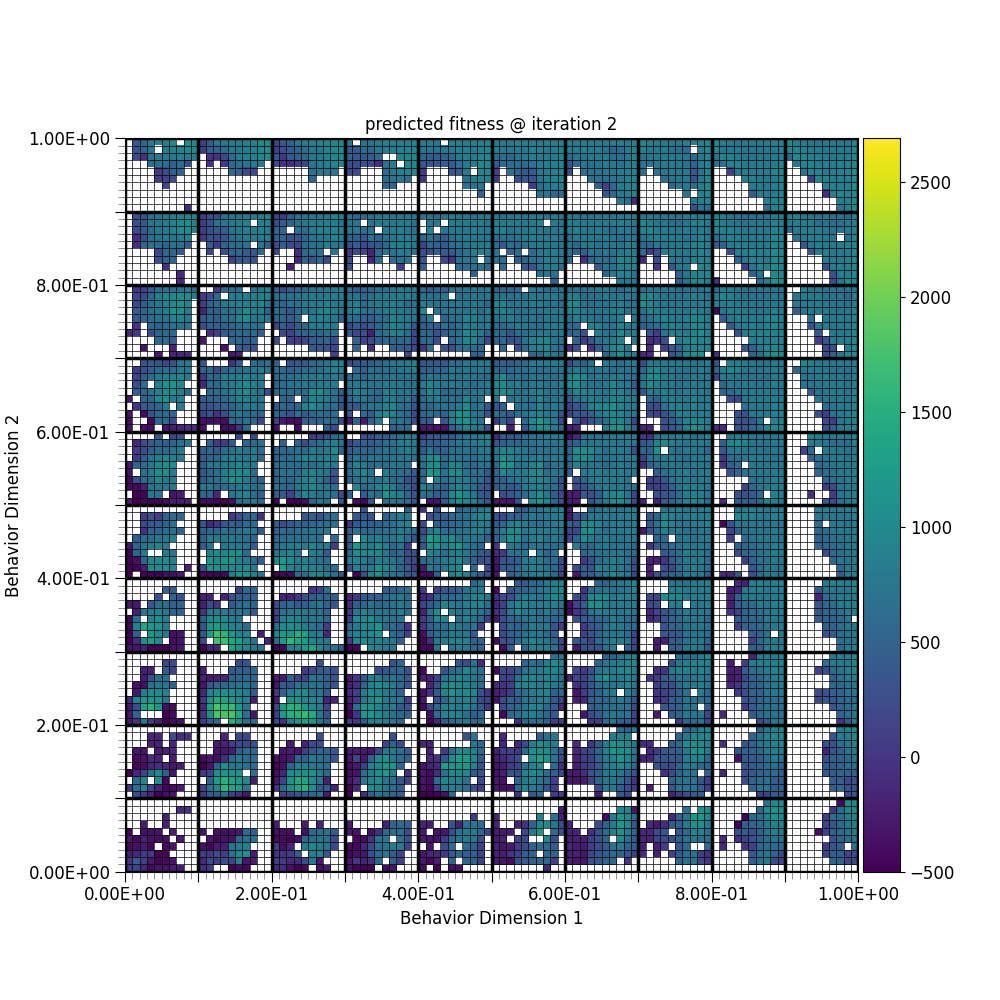 predicted fitness @ iteration 2
1.00E+00
8.00E-01
6.00E-01
4.00E-01
2.00E-01
0.00E+00
Behavior Dimension 2
0.00E+00 2.00E-01 4.00E-01 6.00E-01 8.00E-01 1.00E+00
Behavior Dimension 1
2500
2000
1500
1000
500
0
−500